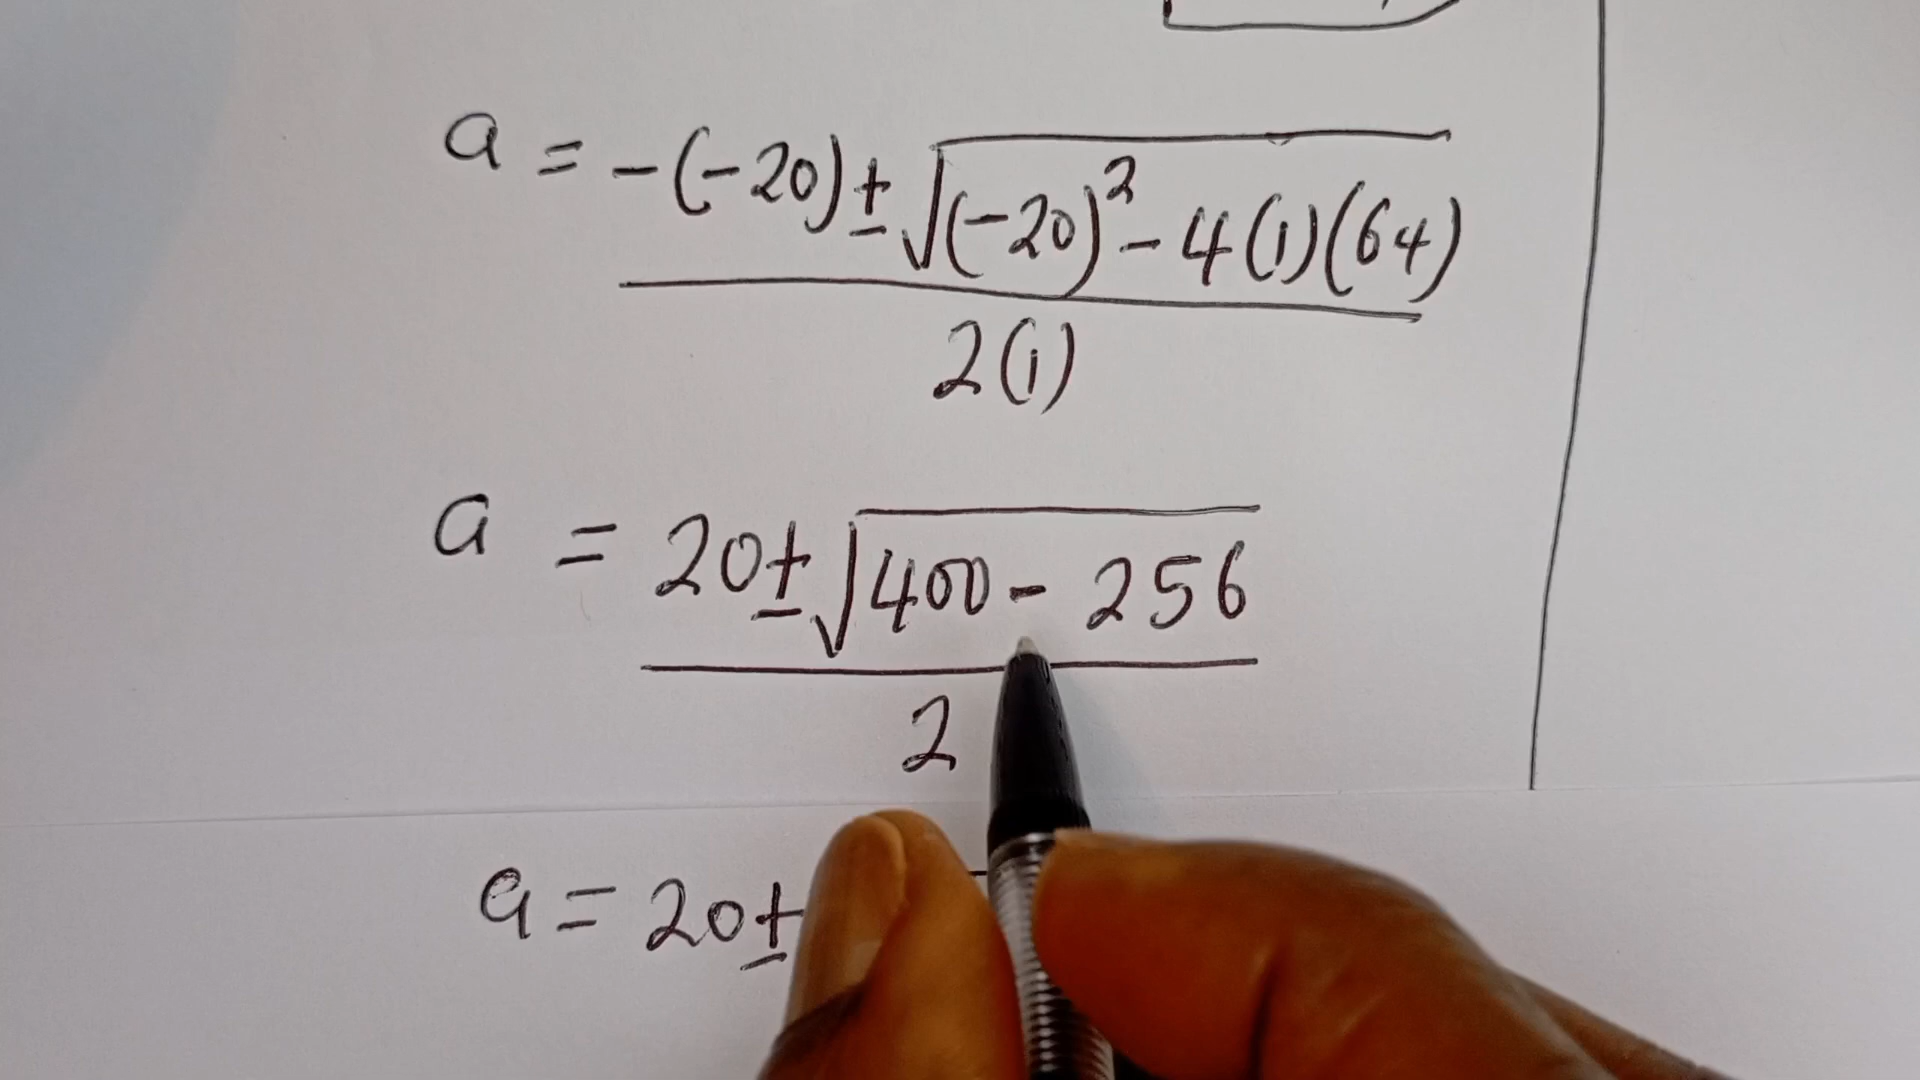 a = -(-20) ± √(-20)² - 4(1)(64)
2(1)
a = 20 ± √400 - 256
2
a = 20 ±